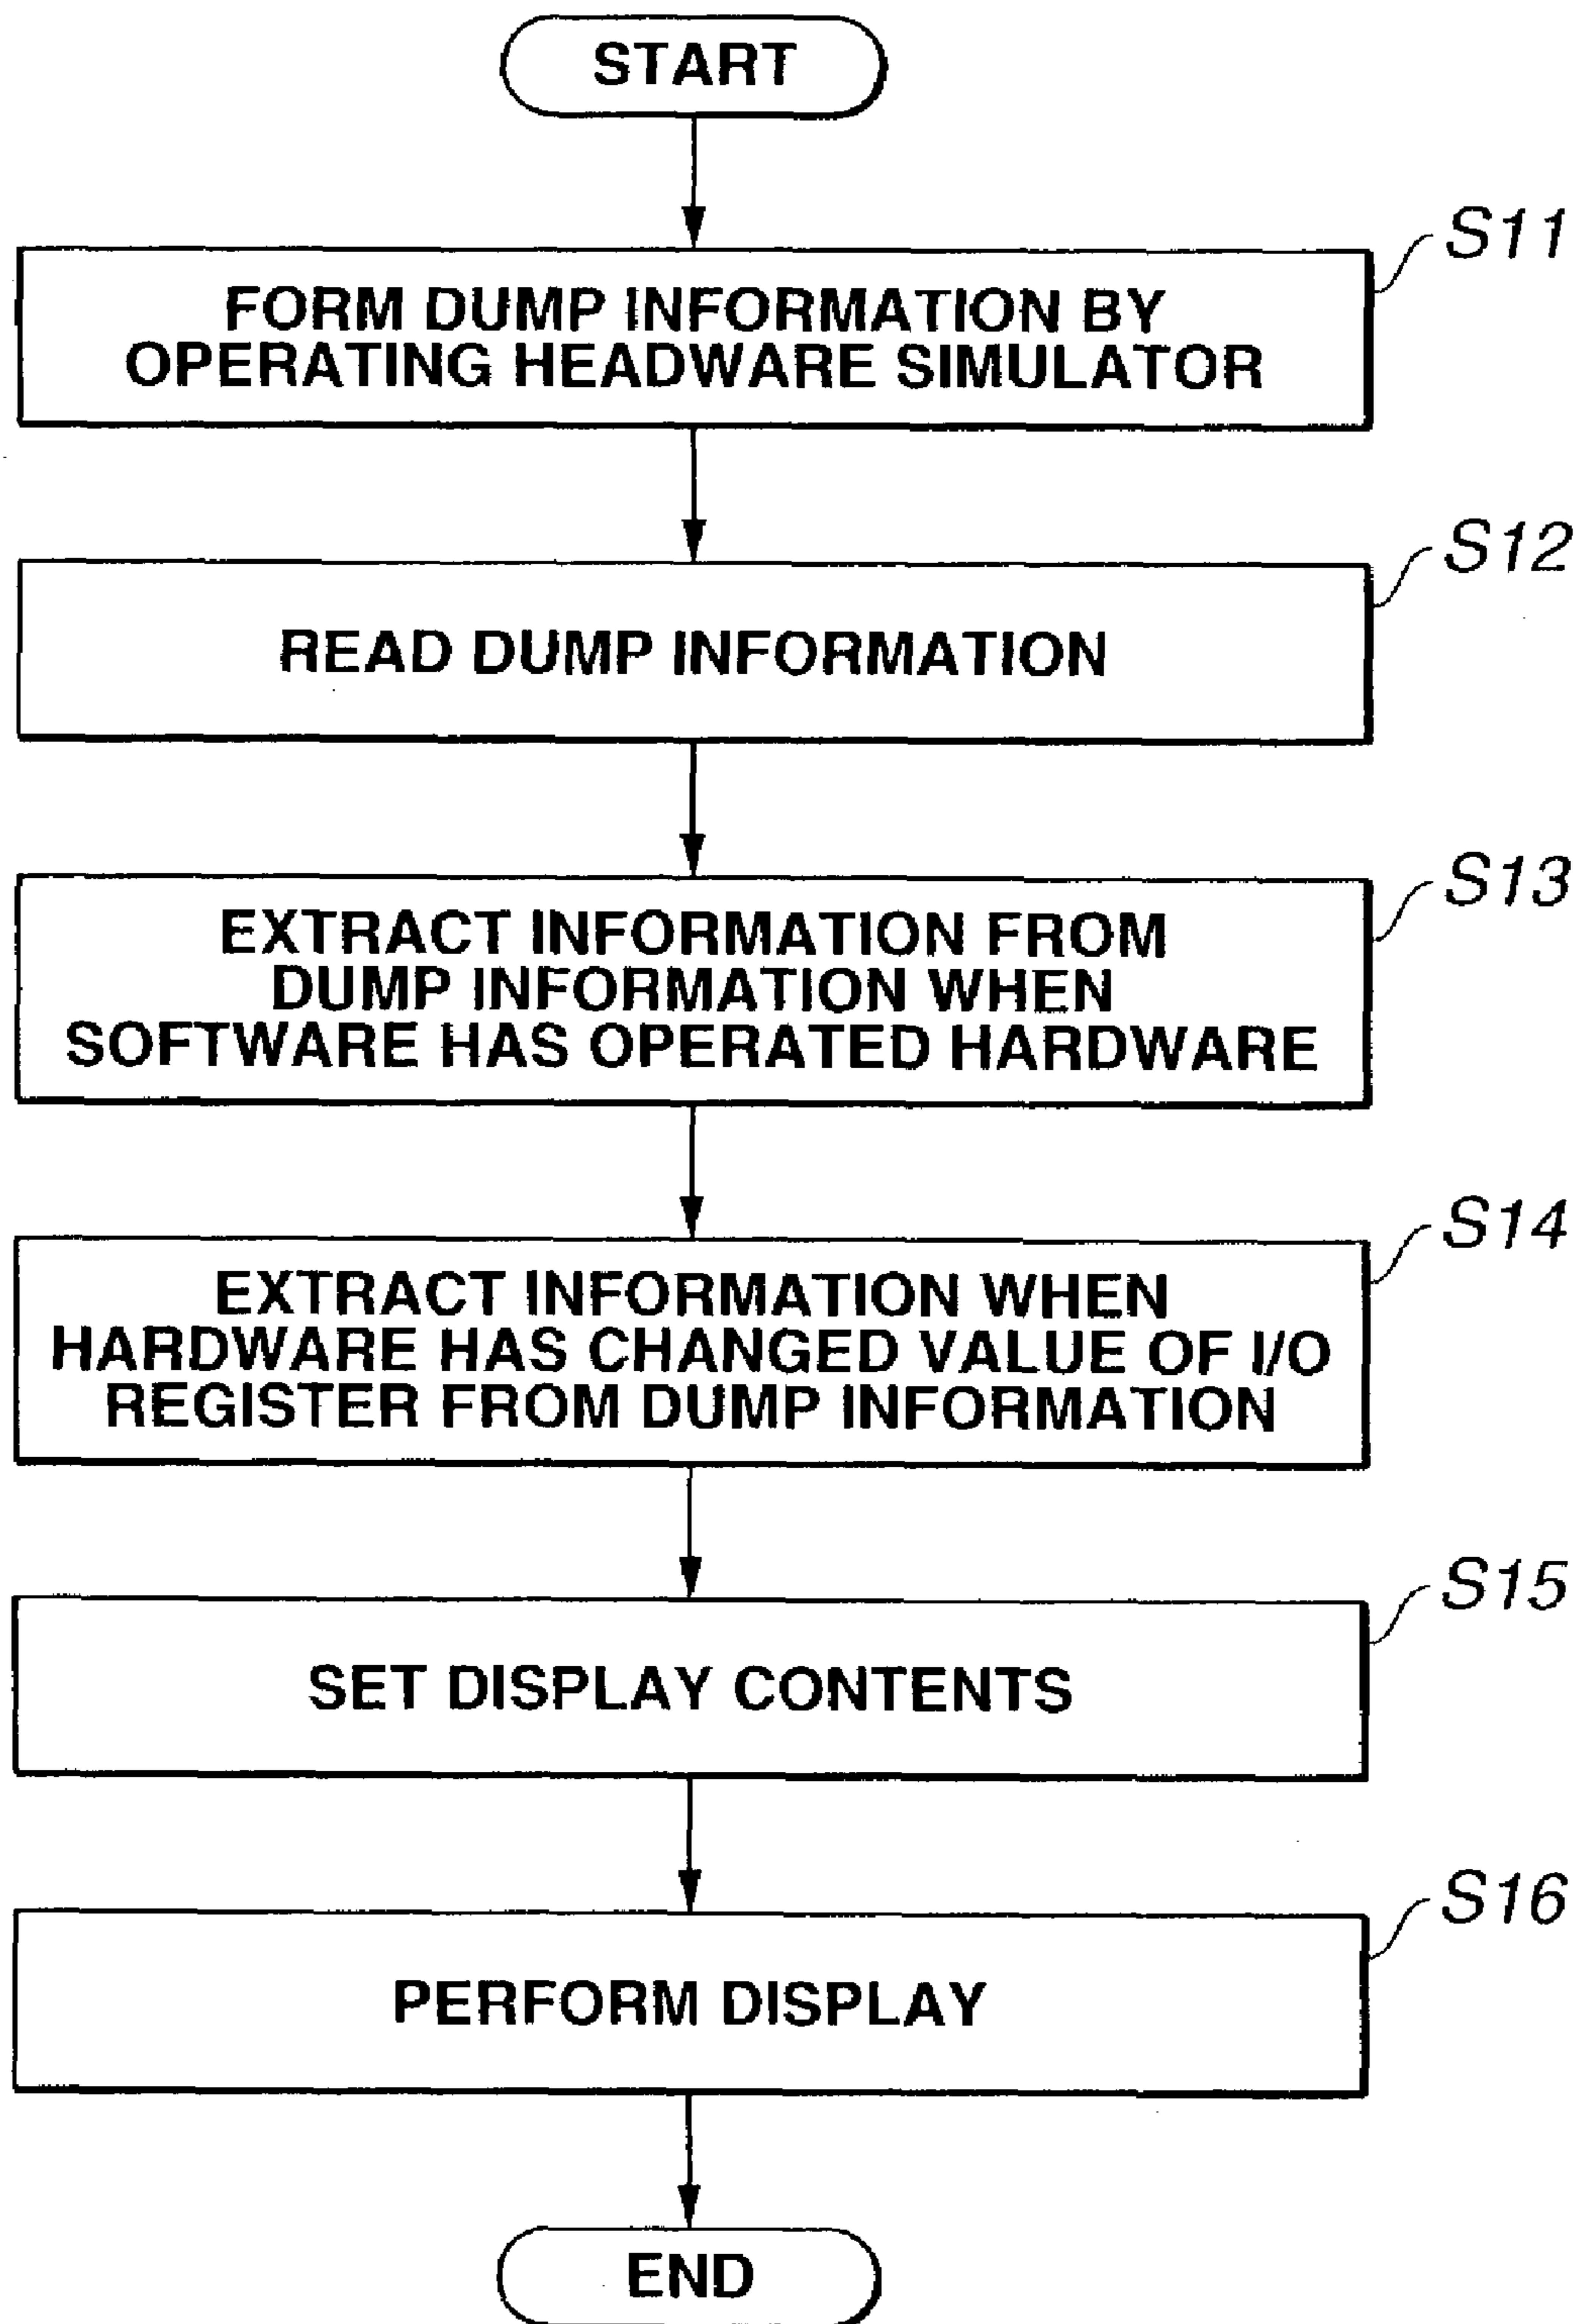 START
S11
FORM DUMP INFORMATION BY
OPERATING HEADWARE SIMULATOR
S12
READ DUMP INFORMATION
S13
EXTRACT INFORMATION FROM
DUMP INFORMATION WHEN
SOFTWARE HAS OPERATED HARDWARE
S14
EXTRACT INFORMATION WHEN
HARDWARE HAS CHANGED VALUE OF I/O
REGISTER FROM DUMP INFORMATION
S15
SET DISPLAY CONTENTS
S16
PERFORM DISPLAY
END